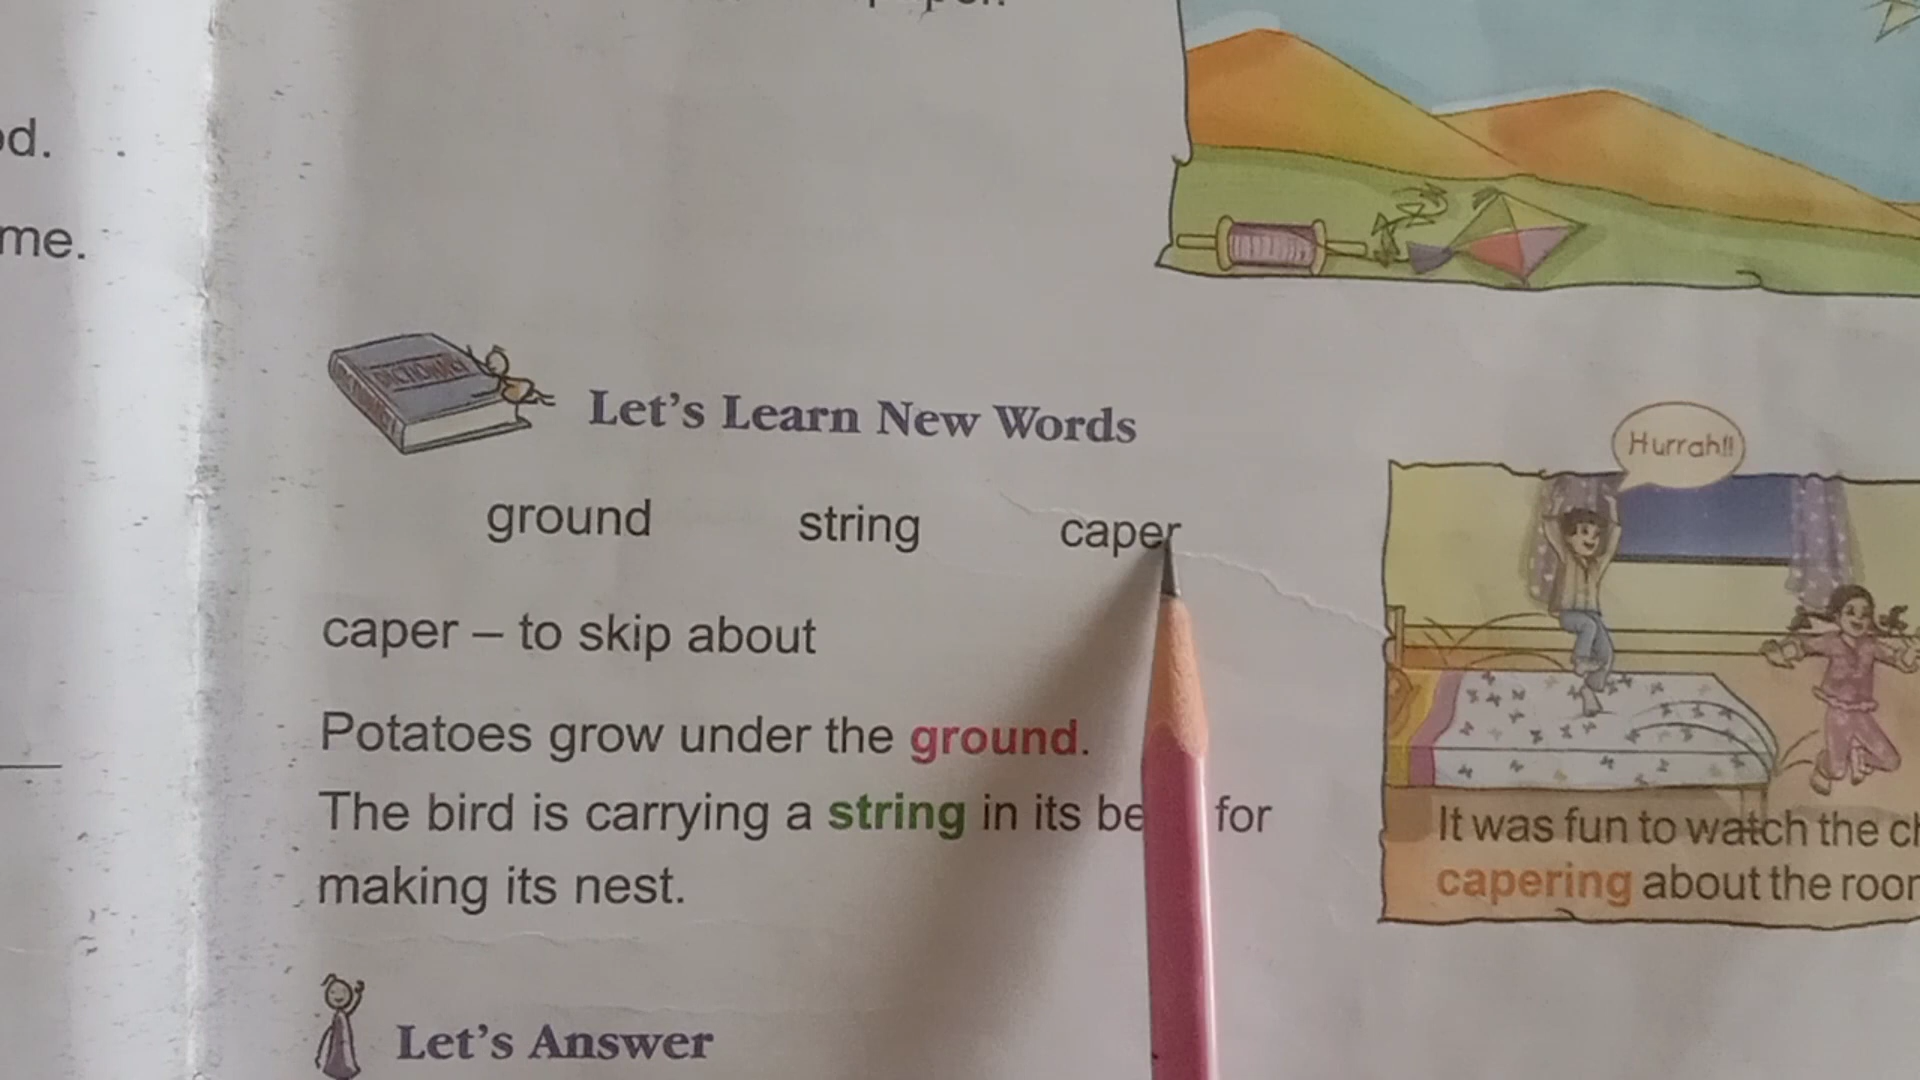 od.
me.
DICTIONARY
Let's Learn New Words
ground string caper
caper – to skip about
Potatoes grow under the ground.
The bird is carrying a string in its for
making its nest.
Hurrah!!
It was fun to watch the
capering about the
Let's Answer